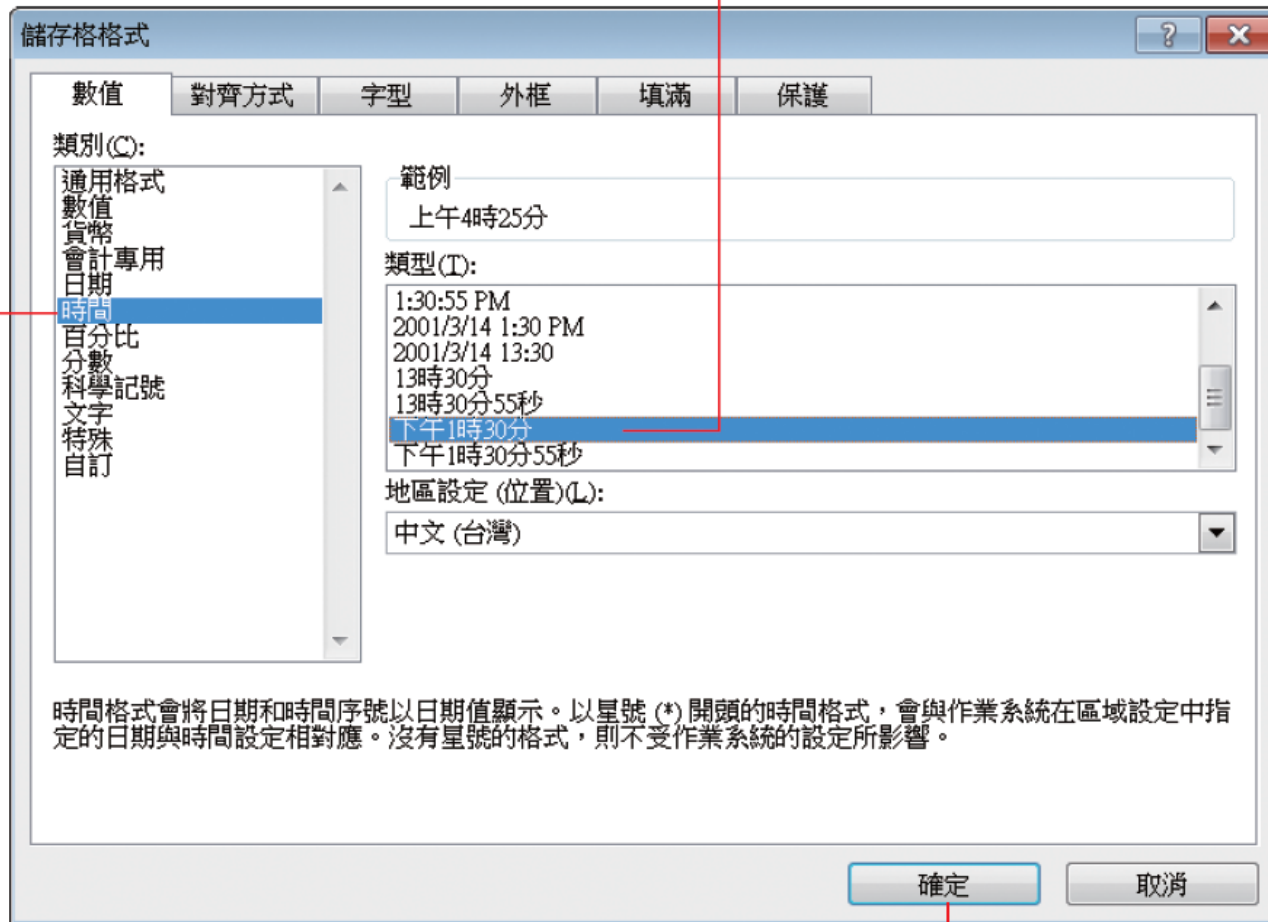 儲存格格式
數值 對齊方式 字型 外框 填滿 保護
類別(C):
通用格式
數值
貨幣
會計專用
日期
時間
百分比
分數
科學記號
文字
特殊
自訂
範例
上午4時25分
類型(T):
1:30:55 PM
2001/3/14 1:30 PM
2001/3/14 13:30
13時30分
13時30分55秒
下午1時30分
下午1時30分55秒
地區設定 (位置)(L):
中文 (台灣)
時間格式會將日期和時間序號以日期值顯示。以星號 (*) 開頭的時間格式，會與作業系統在區域設定中指
定的日期與時間設定相對應。沒有星號的格式，則不受作業系統的設定所影響。
確定 取消